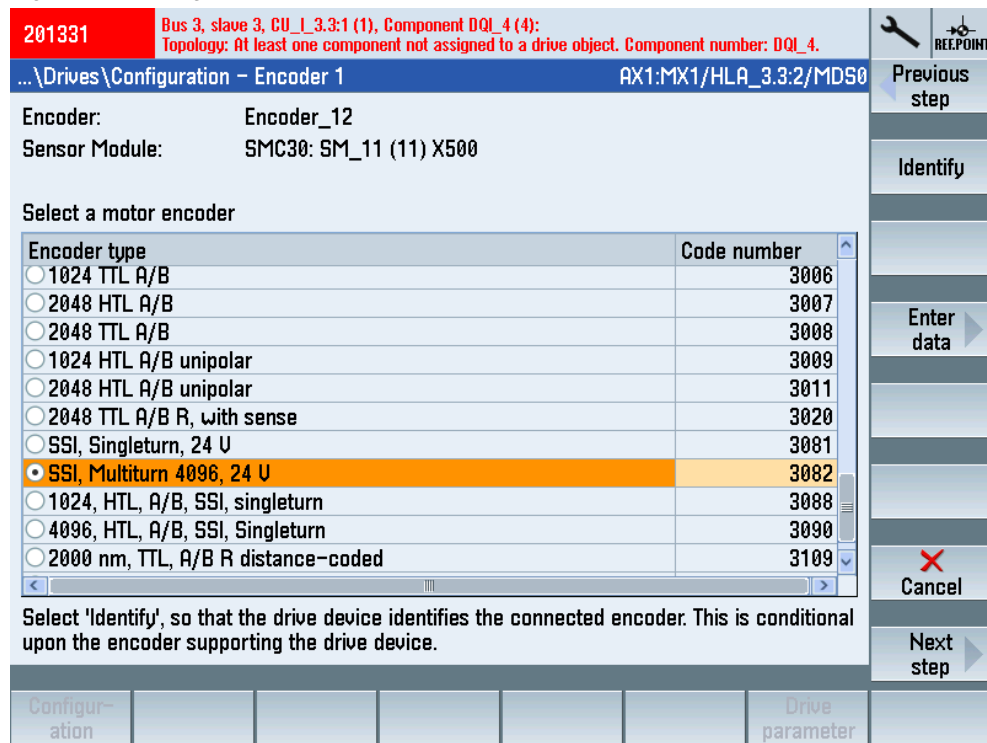 201331
Bus 3, slave 3, CU_I_3.3:1 (1), Component DQI_4 (4):
Topology: At least one component not assigned to a drive object. Component number: DQI_4.
REF.POINT
...\Drives\Configuration - Encoder 1 AX1:MX1/HLA_3.3:2/MDS0
Encoder: Encoder_12
Sensor Module: SMC30: SM_11 (11) X500
Select a motor encoder
Encoder type Code number
1024 TTL A/B 3006
2048 HTL A/B 3007
2048 TTL A/B 3008
1024 HTL A/B unipolar 3009
2048 HTL A/B unipolar 3011
2048 TTL A/B R, with sense 3020
SSI, Singleturn, 24 V 3081
SSI, Multiturn 4096, 24 V 3082
1024, HTL, A/B, SSI, singleturn 3088
4096, HTL, A/B, SSI, Singleturn 3090
2000 nm, TTL, A/B R distance-coded 3109
Select 'Identify', so that the drive device identifies the connected encoder. This is conditional
upon the encoder supporting the drive device.
Previous
step
Identify
Enter
data
Cancel
Next
step
Configur-
ation
Drive
parameter